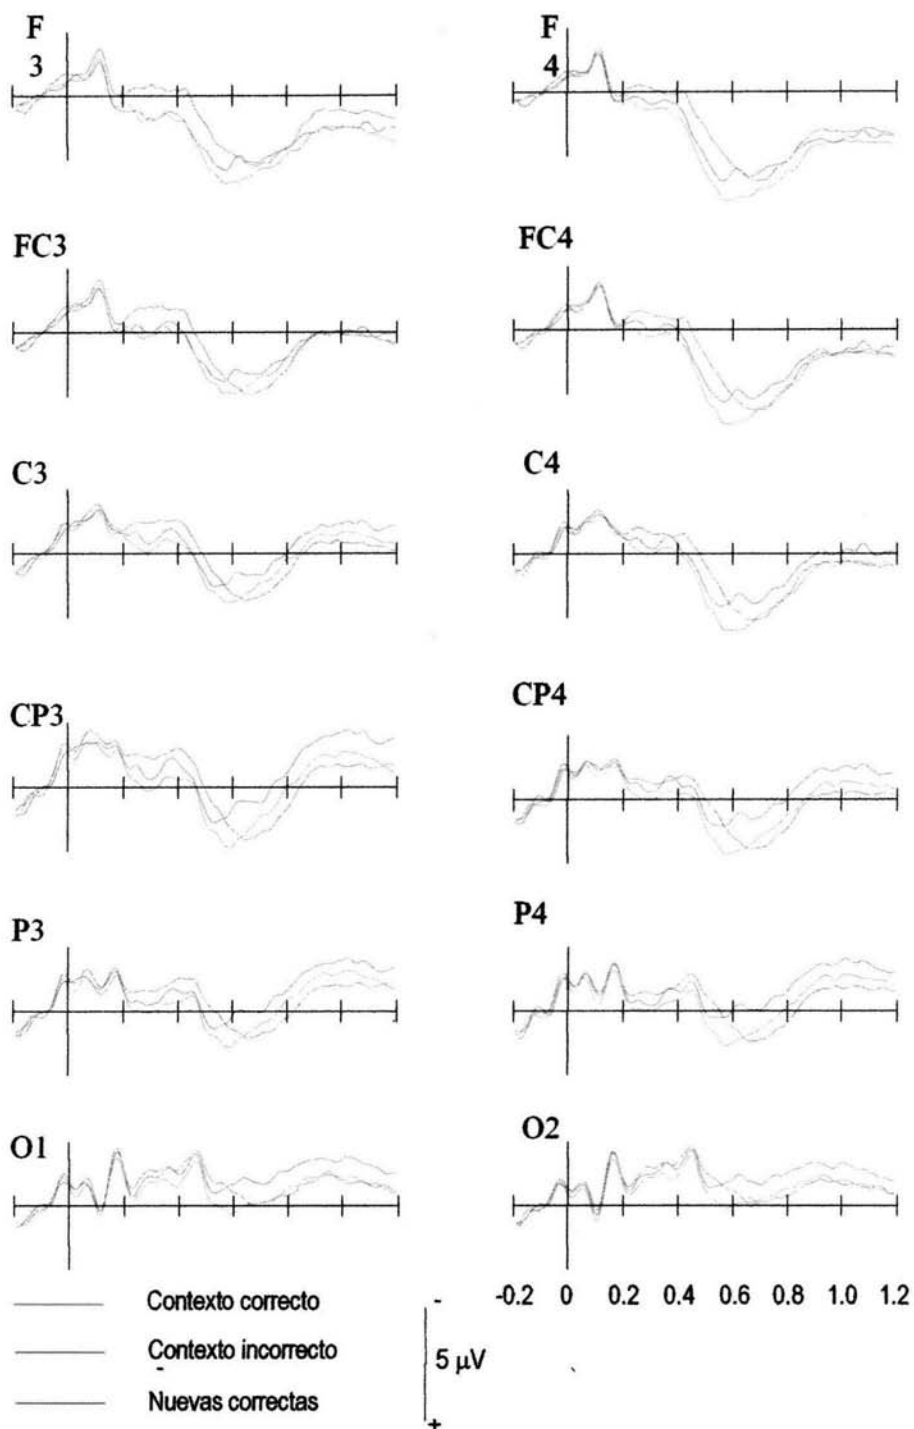 F F
3 4
FC3 FC4
C3 C4
CP3 CP4
P3 P4
O1 O2
Contexto correcto - -0.2 0 0.2 0.4 0.6 0.8 1.0 1.2
Contexto incorrecto 5 µV
Nuevas correctas
+